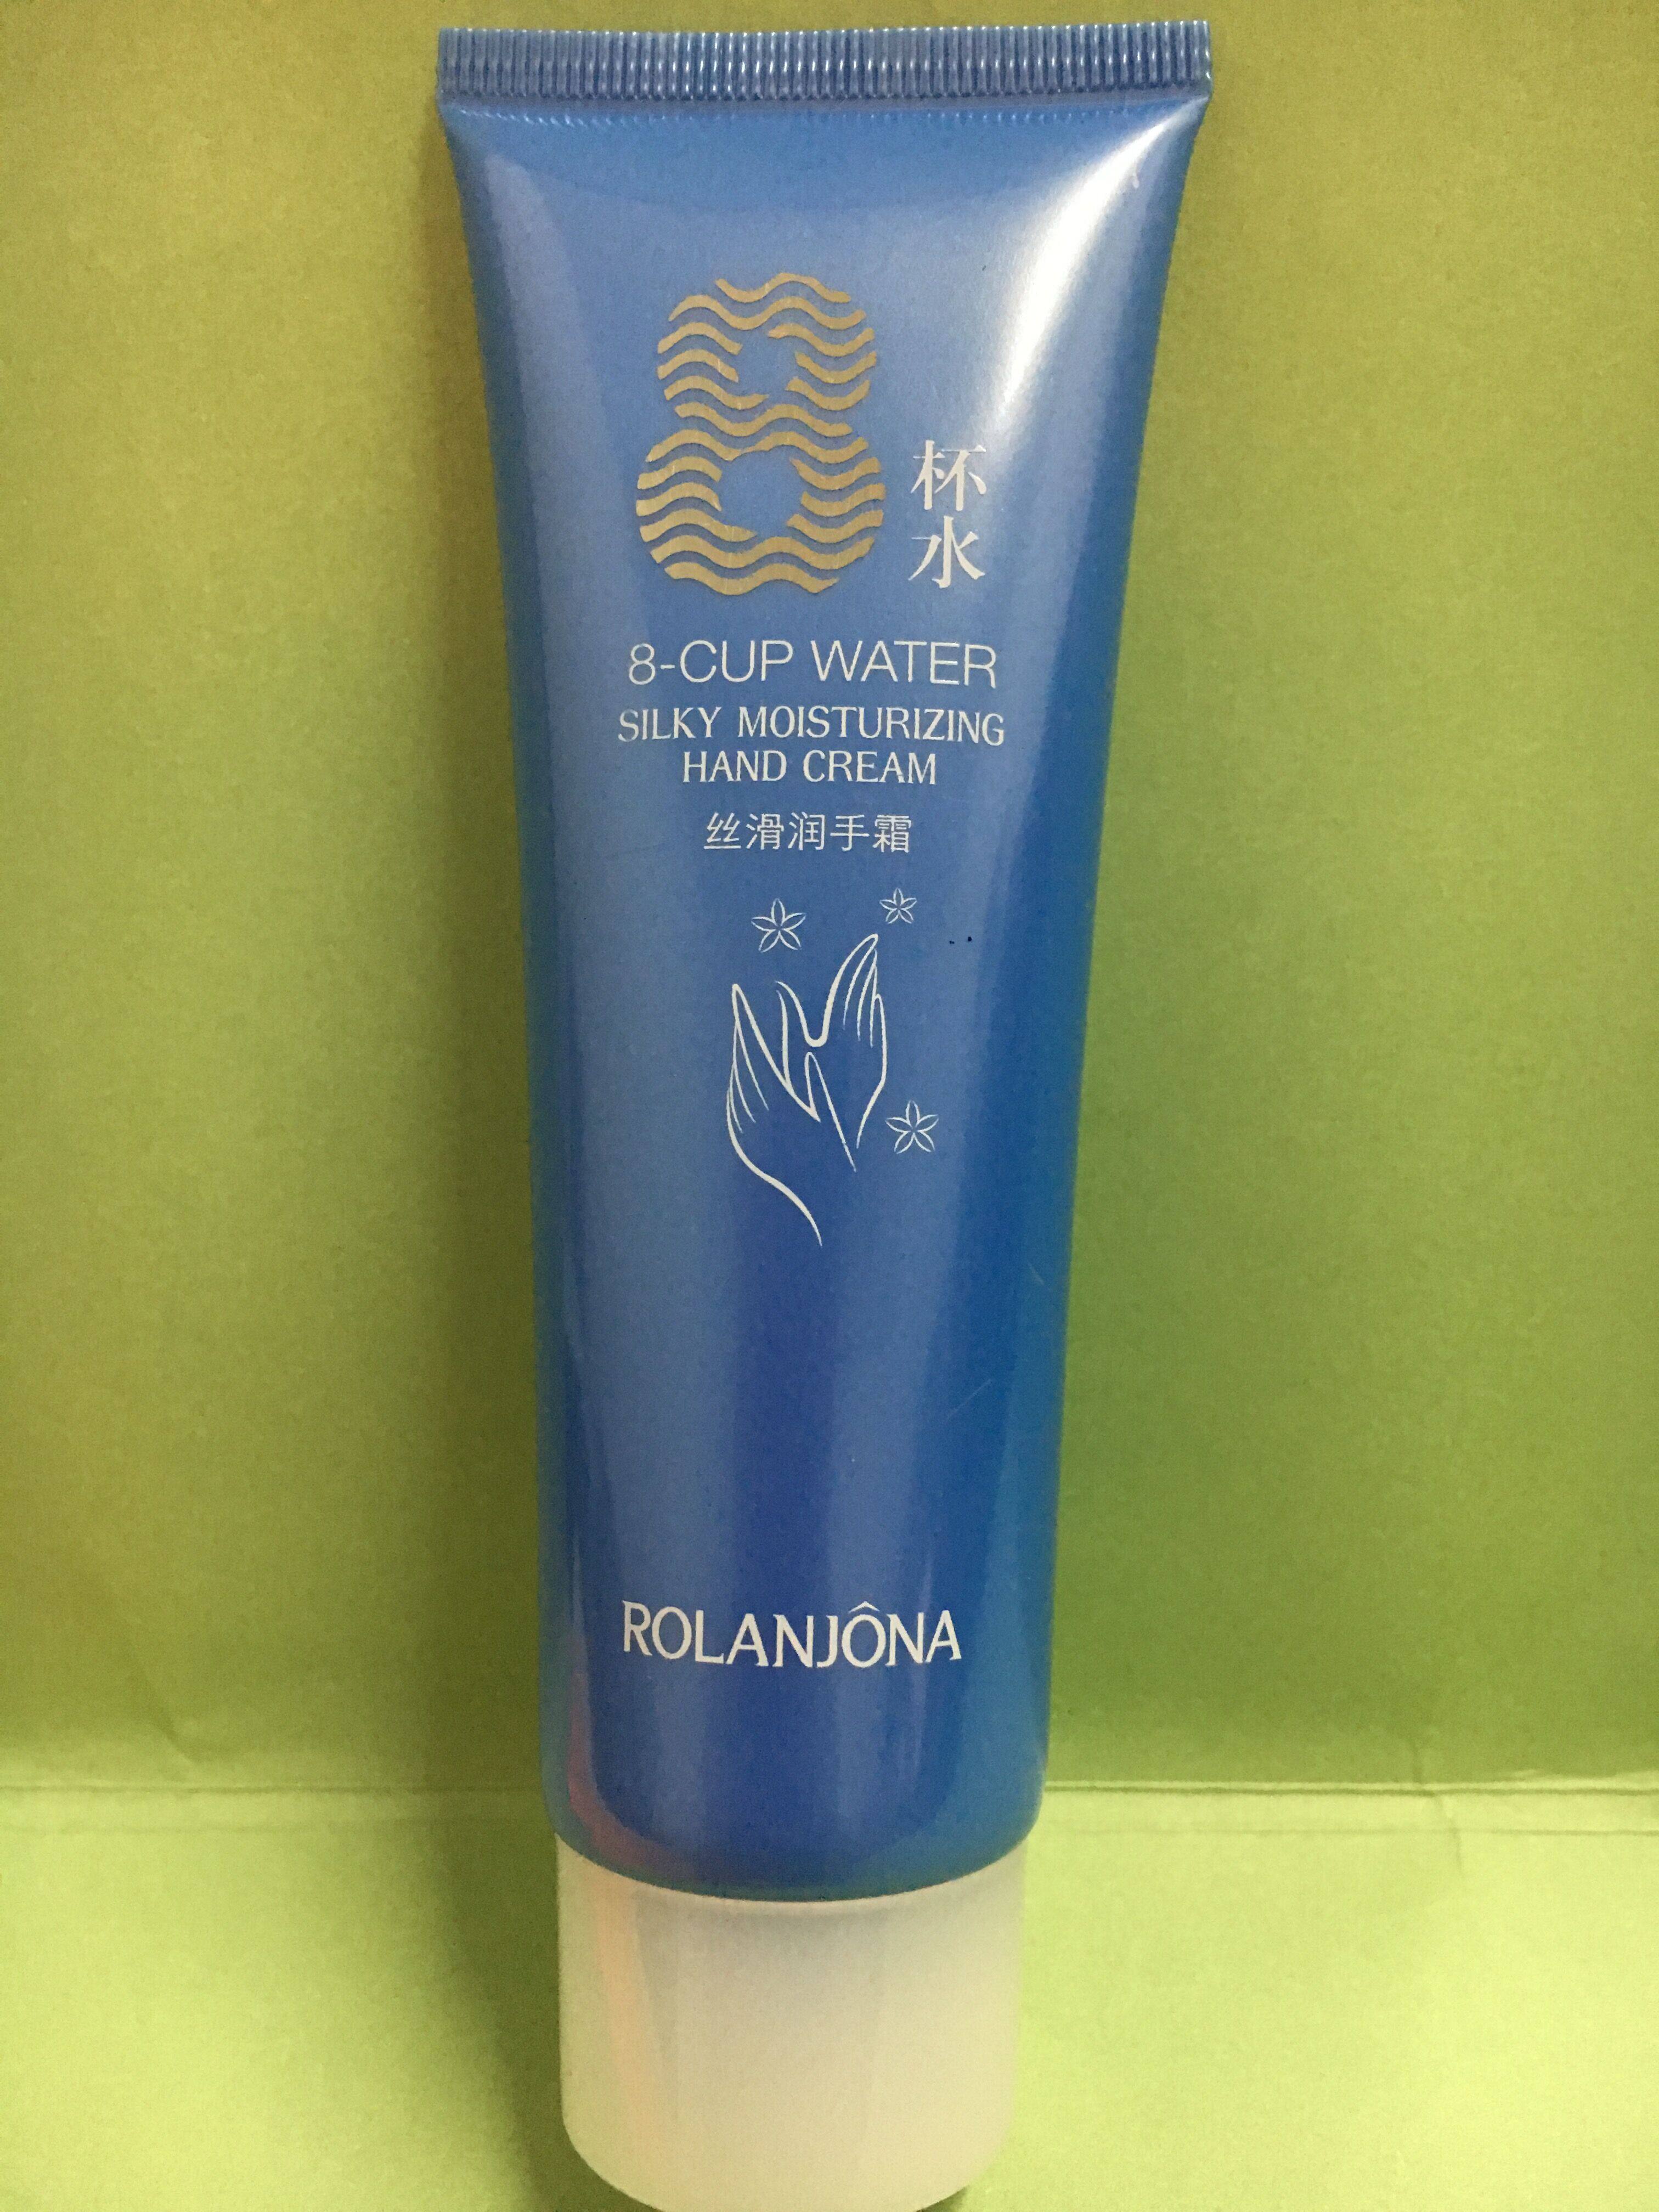 8杯水
8-CUP WATER
SILKY MOISTURIZING
HAND CREAM
丝滑润手霜
ROLANJÔNA